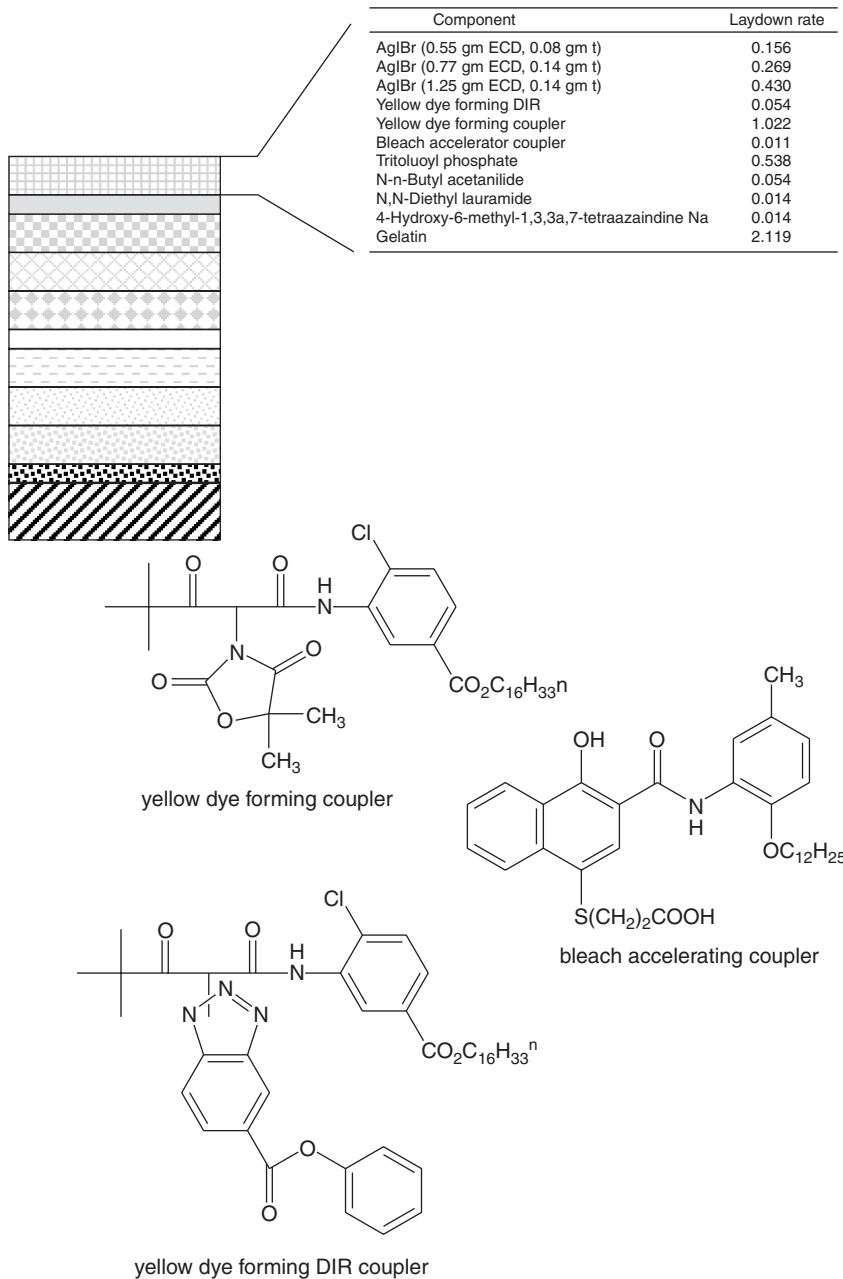 Component Laydown rate
AgIBr (0.55 gm ECD, 0.08 gm t) 0.156
AgIBr (0.77 gm ECD, 0.14 gm t) 0.269
AgIBr (1.25 gm ECD, 0.14 gm t) 0.430
Yellow dye forming DIR 0.054
Yellow dye forming coupler 1.022
Bleach accelerator coupler 0.011
Tritoluoyl phosphate 0.538
N-n-Butyl acetanilide 0.054
N,N-Diethyl lauramide 0.014
4-Hydroxy-6-methyl-1,3,3a,7-tetraazaindine Na 0.014
Gelatin 2.119
Cl
O O H
N
N O
O
O CH₃
CH₃
CO₂C₁₆H₃₃n
yellow dye forming coupler
CH₃
OH O
N
H
OC₁₂H₂₅
S(CH₂)₂COOH
bleach accelerating coupler
Cl
O O H
N
N N N
CO₂C₁₆H₃₃ⁿ
O
O
yellow dye forming DIR coupler